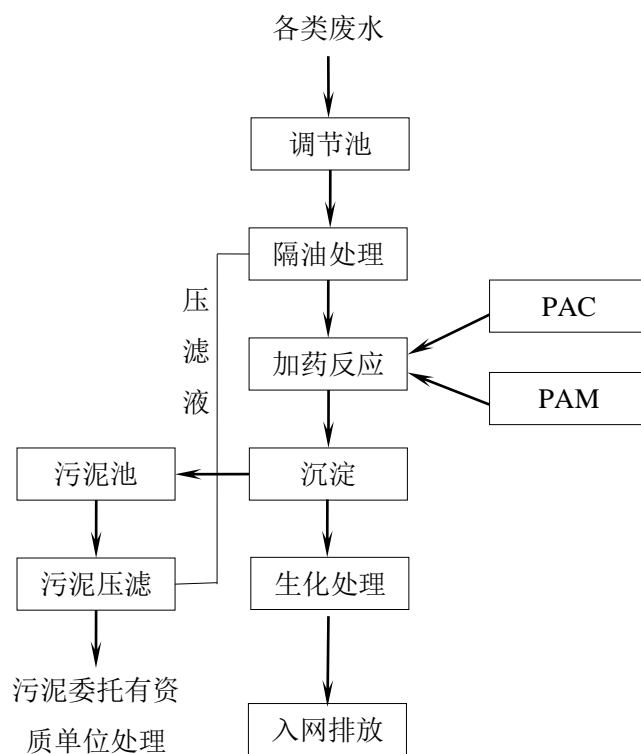 各类废水
调节池
隔油处理
压滤液
PAC
加药反应
PAM
污泥池
沉淀
污泥压滤
生化处理
污泥委托有资
质单位处理
入网排放